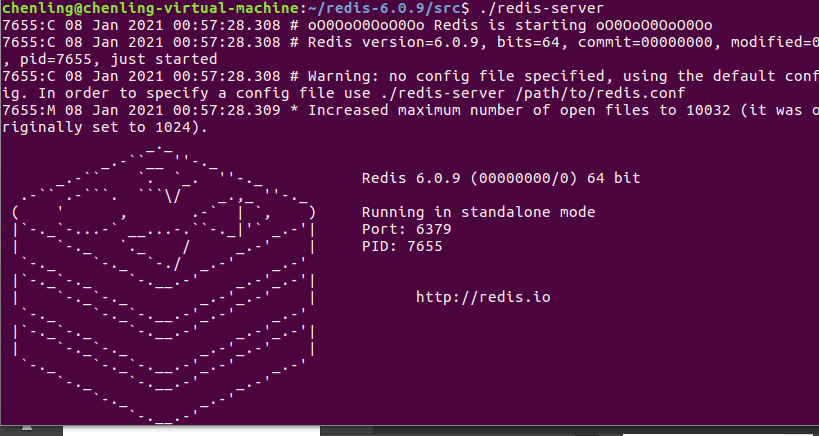 chenling@chenling-virtual-machine:~/redis-6.0.9/src$ ./redis-server
7655:C 08 Jan 2021 00:57:28.308 # oO0OoO0OoO0Oo Redis is starting oO0OoO0OoO0Oo
7655:C 08 Jan 2021 00:57:28.308 # Redis version=6.0.9, bits=64, commit=00000000, modified=0
, pid=7655, just started
7655:C 08 Jan 2021 00:57:28.308 # Warning: no config file specified, using the default conf
ig. In order to specify a config file use ./redis-server /path/to/redis.conf
7655:M 08 Jan 2021 00:57:28.309 * Increased maximum number of open files to 10032 (it was o
riginally set to 1024).
Redis 6.0.9 (00000000/0) 64 bit
Running in standalone mode
Port: 6379
PID: 7655
http://redis.io